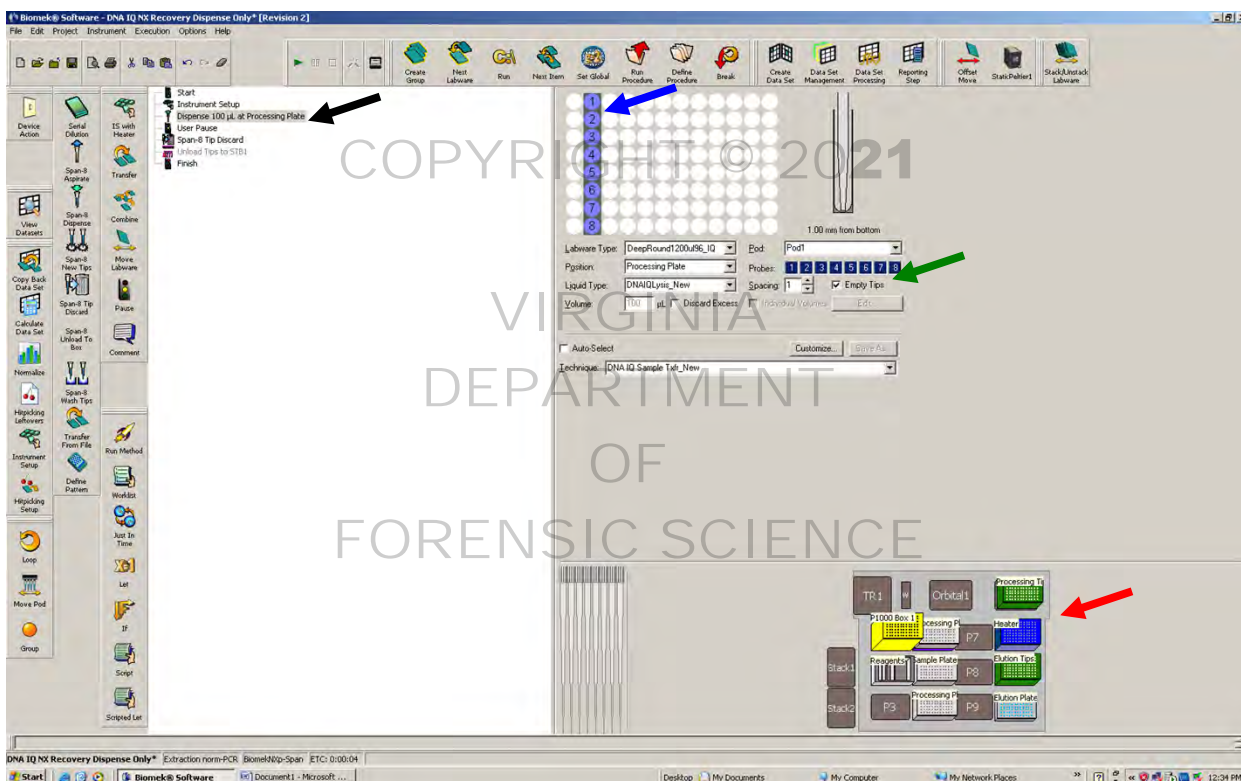 Biomek® Software - DNA IQ NX Recovery Dispense Only* [Revision 2]
File Edit Project Instrument Execution Options Help
Create Group
Next Labware
Run
Next Item
Set Global
Run Procedure
Define Procedure
Break
Create Data Set
Data Set Management
Data Set Processing
Reporting Step
Offset Move
StaticPeltier1
Stack/Unstack Labware
Device Action
View Datasets
Copy Back Data Set
Calculate Data Set
Normalize
Hitpicking Leftovers
Instrument Setup
Hitpicking Setup
Loop
Move Pod
Group
Serial Dilution
Span-8 Aspirate
Span-8 Dispense
Span-8 New Tips
Span-8 Tip Discard
Span-8 Unload To Box
Span-8 Wash Tips
Transfer From File
Define Pattern
IS with Heater
Transfer
Combine
Move Labware
Pause
Comment
Run Method
Worklist
Just In Time
Let
If
Script
Scripted Let
Start
Instrument Setup
Dispense 100 µL at Processing Plate
User Pause
Span-8 Tip Discard
Unload Tips to STB1
Finish
1
2
3
4
5
6
7
8
1.00 mm from bottom
Labware Type: DeepRound1200ul96_IQ
Pod: Pod1
Position: Processing Plate
Probes: 1 2 3 4 5 6 7 8
Liquid Type: DNAIQLysis_New
Spacing: 1
Empty Tips
Volume: 100 µL
Discard Excess
Individual Volumes
Edit...
Auto-Select
Customize...
Save As...
Technique: DNA IQ Sample Txfr_New
COPYRIGHT © 2021
VIRGINIA
DEPARTMENT
OF
FORENSIC SCIENCE
TR1
W
Orbital1
Processing Ti
P1000 Box 1
ocessing Pl
P7
Heater
Stack1
Reagents
Sample Plate
P8
Elution Tips
Stack2
P3
Processing Pl
P9
Elution Plate
DNA IQ NX Recovery Dispense Only* Extraction norm-PCR BiomekNXp-Span ETC: 0:00:04
Start
Biomek® Software
Document1 - Microsoft ...
Desktop
My Documents
My Computer
My Network Places
»
12:34 PM